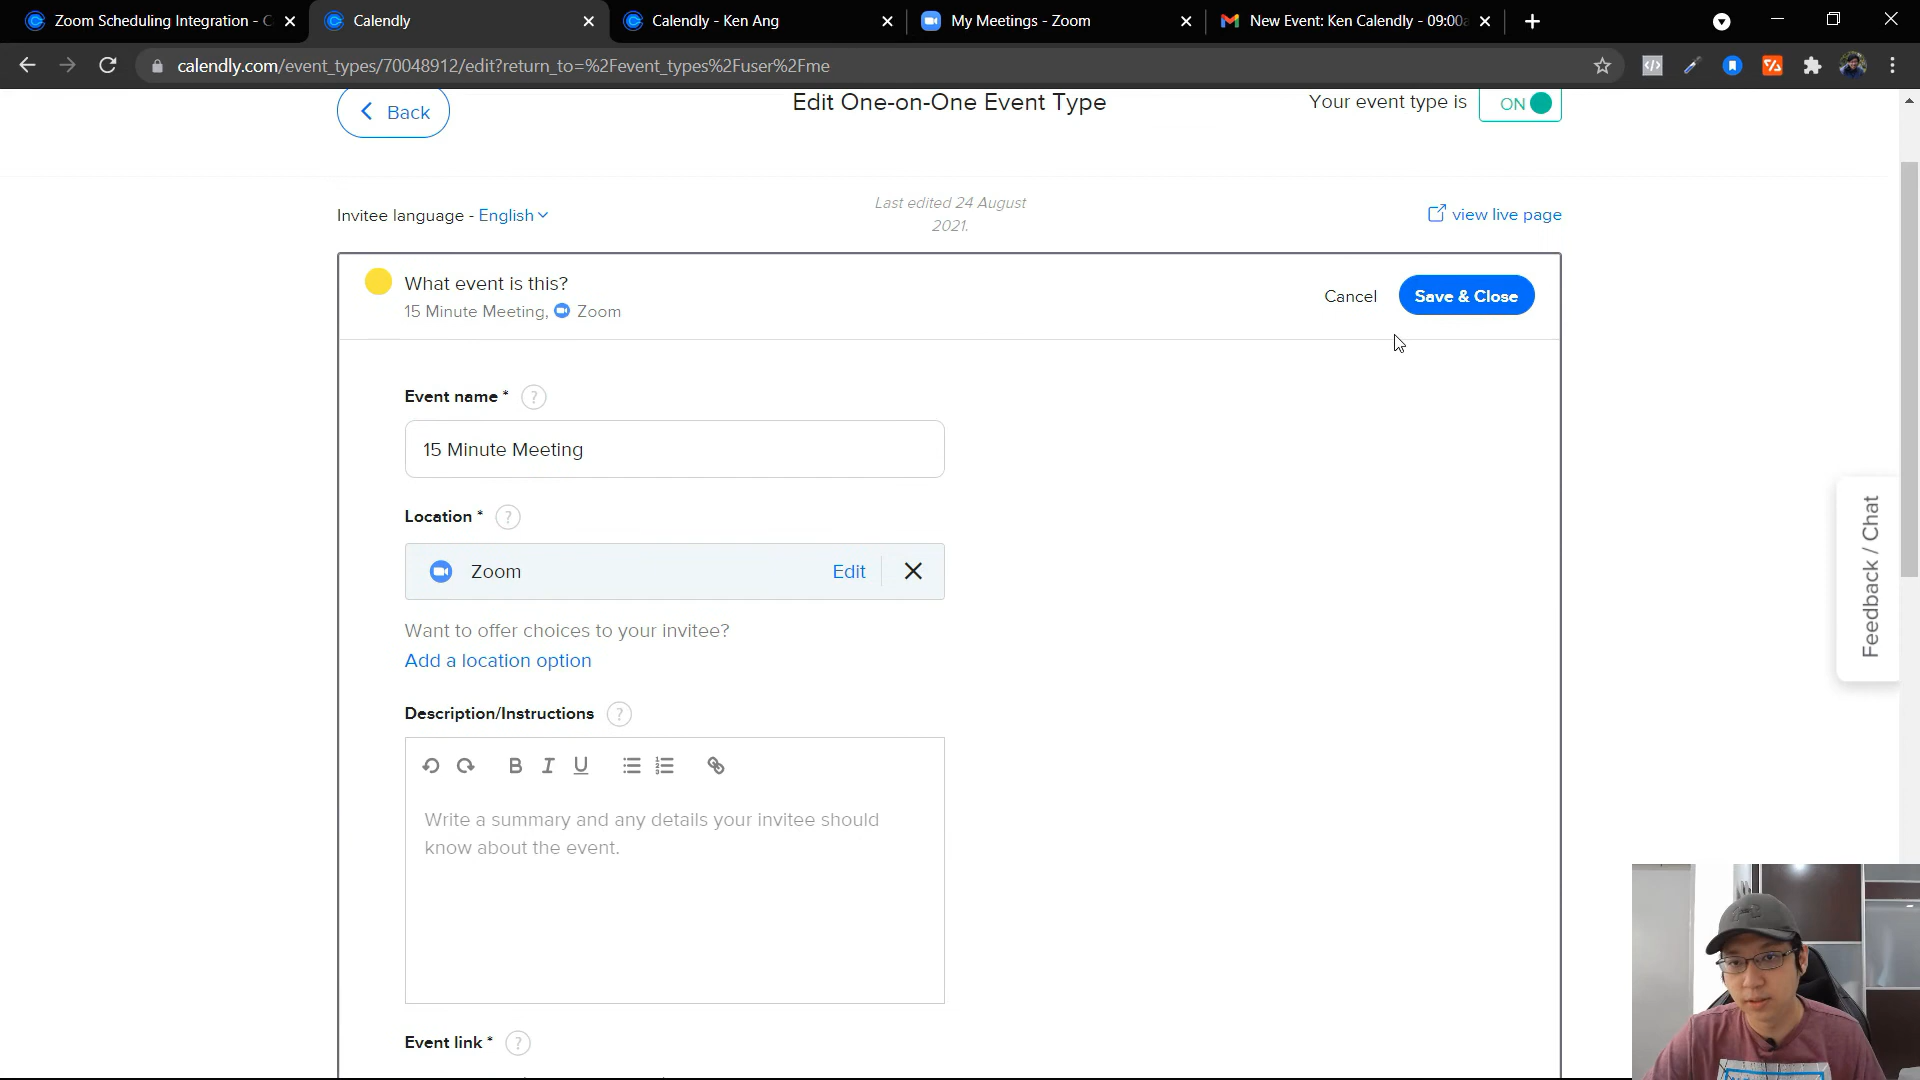 Zoom Scheduling Integration - C
Calendly
Calendly - Ken Ang
My Meetings - Zoom
New Event: Ken Calendly - 09:00a
calendly.com/event_types/70048912/edit?return_to=%2Fevent_types%2Fuser%2Fme
Back
Edit One-on-One Event Type
Your event type is
ON
Invitee language - English
Last edited 24 August
2021.
view live page
What event is this?
15 Minute Meeting, Zoom
Cancel
Save & Close
Event name *
?
15 Minute Meeting
Location *
?
Zoom
Edit
Want to offer choices to your invitee?
Add a location option
Description/Instructions
?
B I U
Write a summary and any details your invitee should
know about the event.
Event link *
?
Feedback / Chat